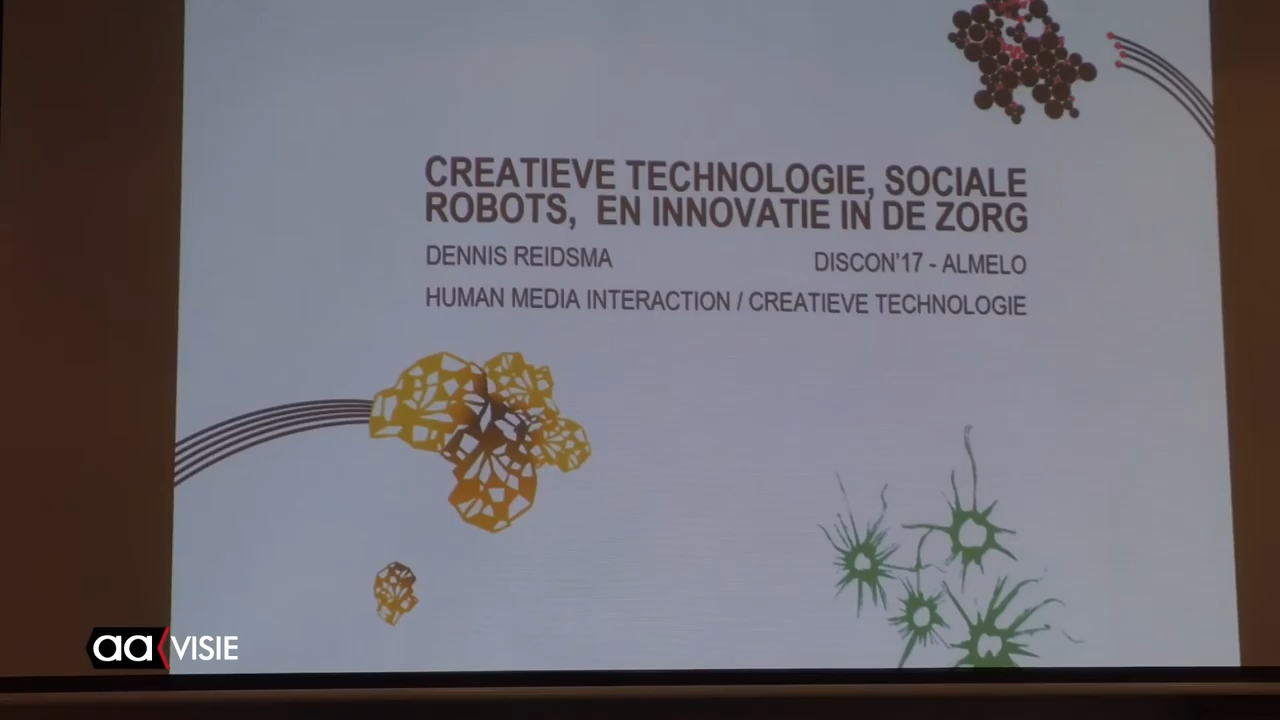 CREATIEVE TECHNOLOGIE, SOCIALE
ROBOTS, EN INNOVATIE IN DE ZORG
DENNIS REIDSMA DISCON'17 - ALMELO
HUMAN MEDIA INTERACTION / CREATIEVE TECHNOLOGIE
aa VISIE